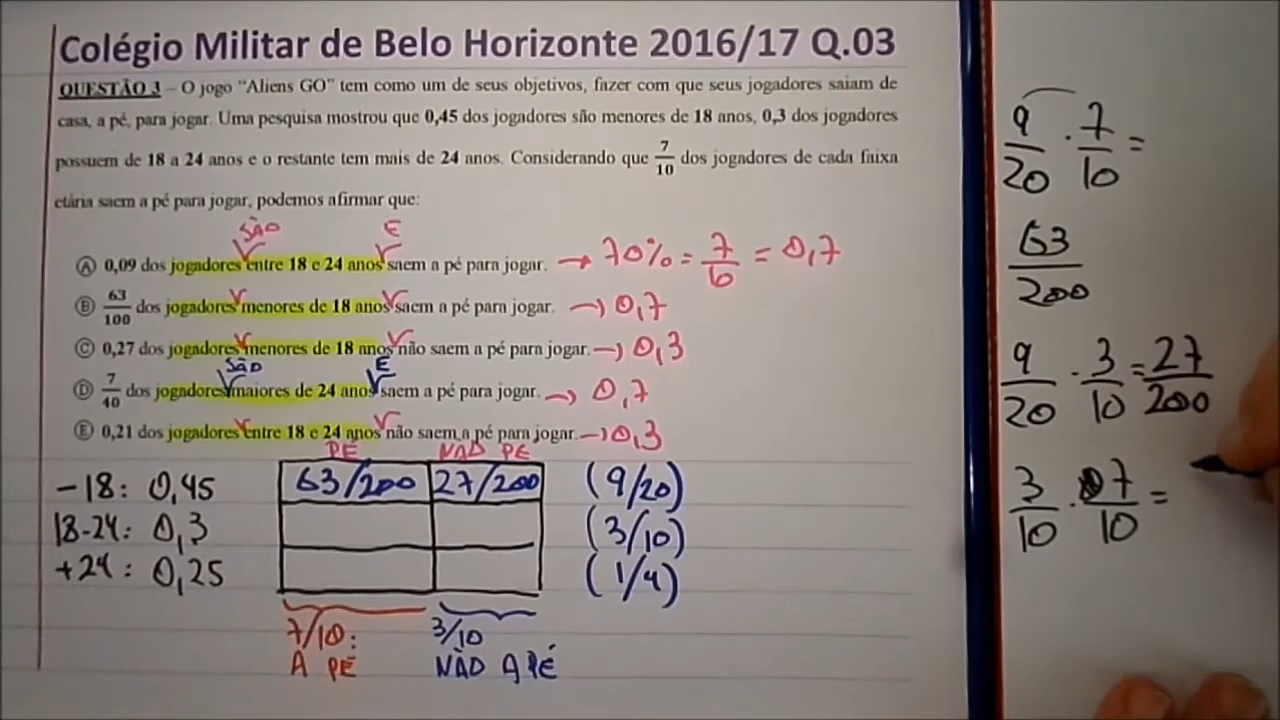 Colégio Militar de Belo Horizonte 2016/17 Q.03
QUESTÃO 3 – O jogo "Aliens GO" tem como um de seus objetivos, fazer com que seus jogadores saiam de
casa, a pé, para jogar. Uma pesquisa mostrou que 0,45 dos jogadores são menores de 18 anos, 0,3 dos jogadores
possuem de 18 a 24 anos e o restante tem mais de 24 anos. Considerando que 7/10 dos jogadores de cada faixa
etária saem a pé para jogar, podemos afirmar que:
SÃO E
Ⓐ 0,09 dos jogadores entre 18 e 24 anos saem a pé para jogar. → 70% = 7/10 = 0,7
Ⓑ 63/100 dos jogadores menores de 18 anos saem a pé para jogar. → 0,7
Ⓒ 0,27 dos jogadores menores de 18 anos não saem a pé para jogar. → 0,3
SÃO E
Ⓓ 7/40 dos jogadores maiores de 24 anos saem a pé para jogar. → 0,7
Ⓔ 0,21 dos jogadores entre 18 e 24 anos não saem a pé para jogar. → 0,3
PÉ NÃO PÉ
-18: 0,45 63/200 27/200 (9/20)
18-24: 0,3 (3/10)
+24: 0,25 (1/4)
7/10: 3/10
A PÉ NÃO A PÉ
9/20 . 7/10 =
63/200
9/20 . 3/10 = 27/200
3/10 . 7/10 =